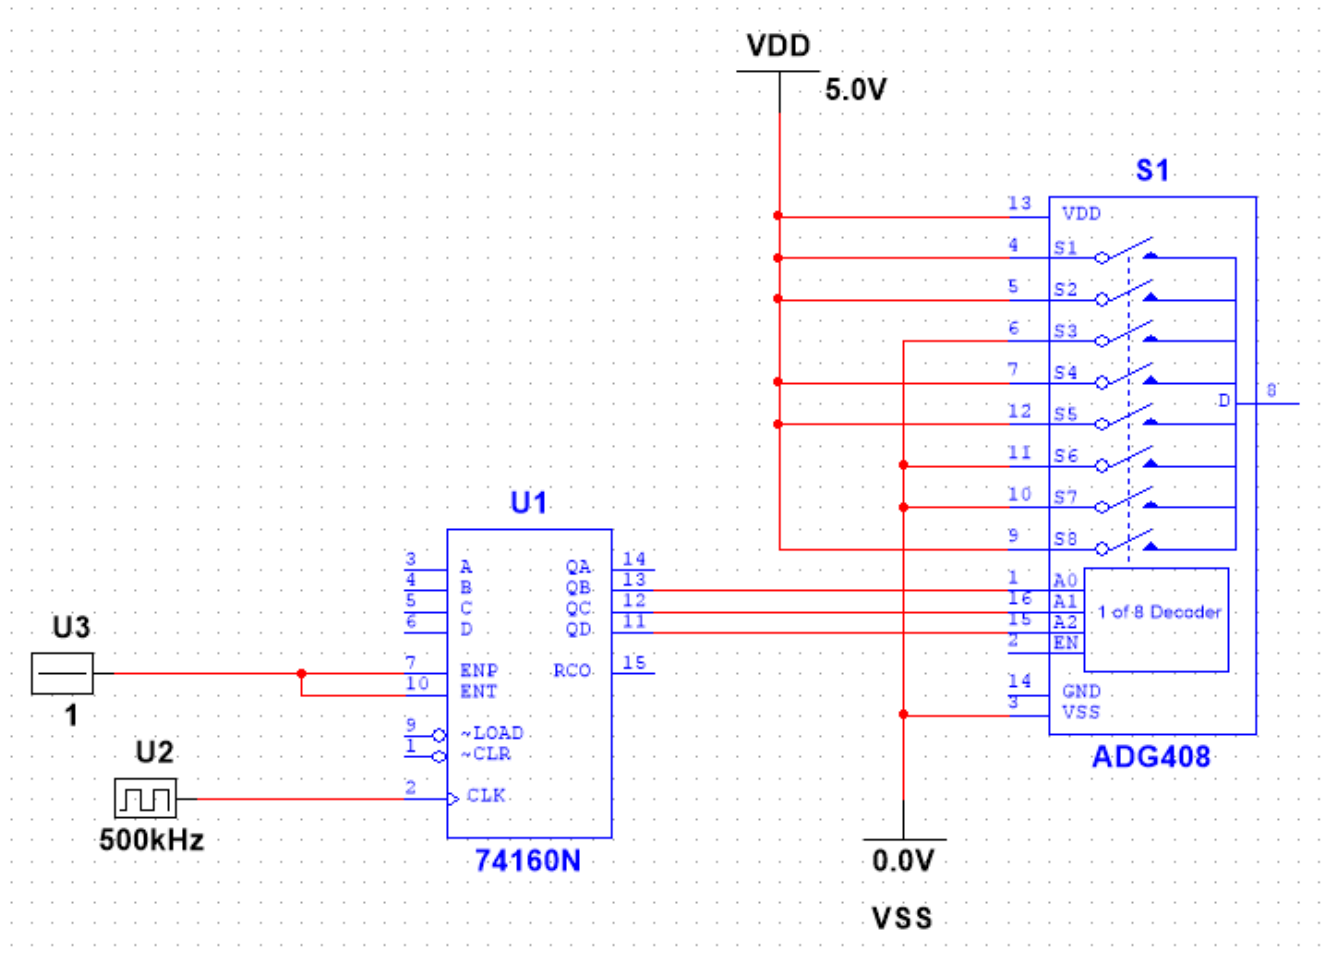 VDD
5.0V
S1
13 VDD
4 S1
5 S2
6 S3
7 S4
12 S5
11 S6
10 S7
9 S8
D 8
1 A0
16 A1
15 A2
2 EN
1 of 8 Decoder
14 GND
3 VSS
ADG408
U1
3 A QA 14
4 B QB 13
5 C QC 12
6 D QD 11
7 ENP RCO 15
10 ENT
9 ~LOAD
1 ~CLR
2 CLK
74160N
U3
1
U2
500kHz
0.0V
VSS